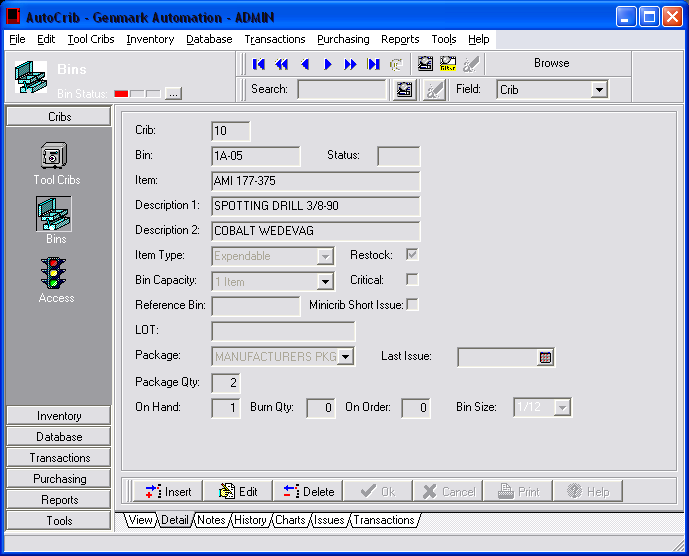 AutoCrib - Genmark Automation - ADMIN
File Edit Tool Cribs Inventory Database Transactions Purchasing Reports Tools Help
Bins
Bin Status: ...
Filter Browse
Search: Field: Crib
Cribs
Tool Cribs
Bins
Access
Inventory
Database
Transactions
Purchasing
Reports
Tools
Crib: 10
Bin: 1A-05 Status:
Item: AMI 177-375
Description 1: SPOTTING DRILL 3/8-90
Description 2: COBALT WEDEVAG
Item Type: Expendable Restock:
Bin Capacity: 1 Item Critical:
Reference Bin: Minicrib Short Issue:
LOT:
Package: MANUFACTURERS PKG Last Issue:
Package Qty: 2
On Hand: 1 Burn Qty: 0 On Order: 0 Bin Size: 1/12
Insert Edit Delete Ok Cancel Print Help
View Detail Notes History Charts Issues Transactions